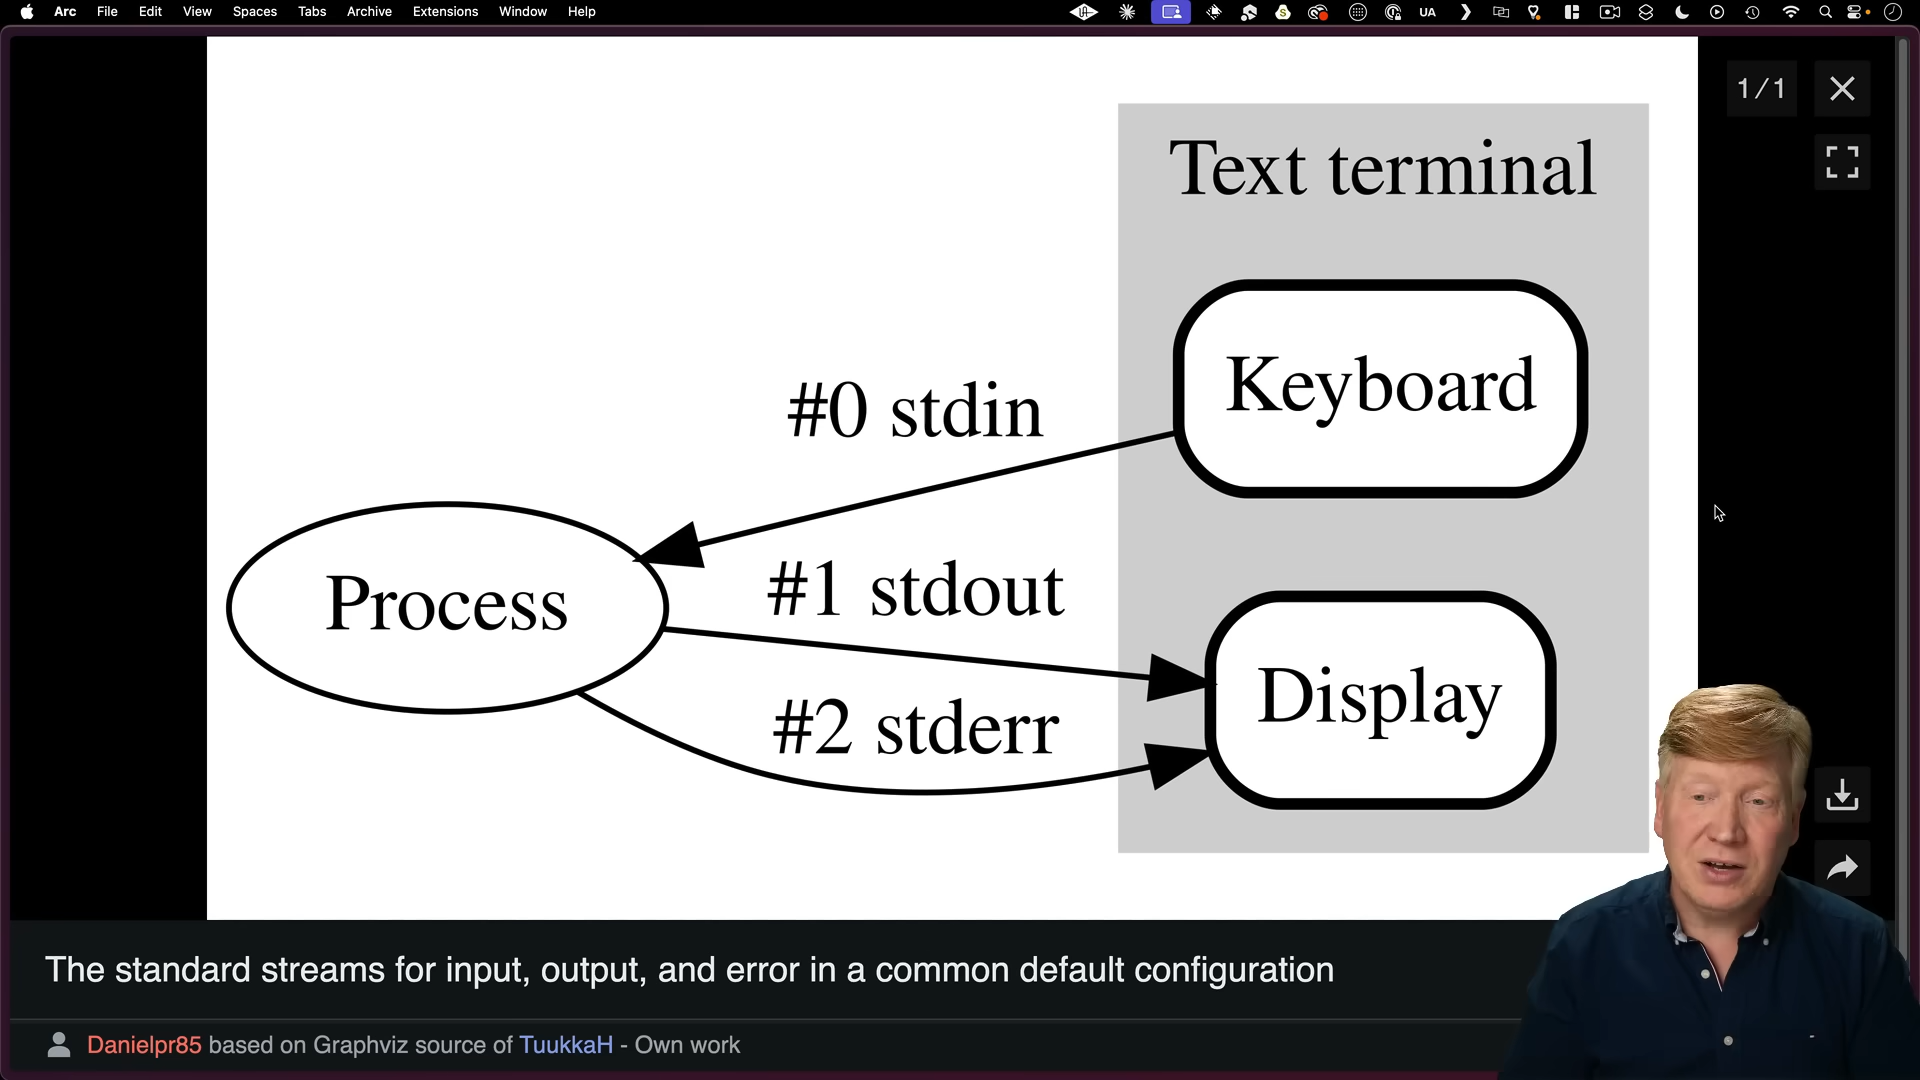 Arc File Edit View Spaces Tabs Archive Extensions Window Help UA
1/1
Text terminal
Keyboard
#0 stdin
Process
#1 stdout
Display
#2 stderr
The standard streams for input, output, and error in a common default configuration
Danielpr85 based on Graphviz source of TuukkaH - Own work